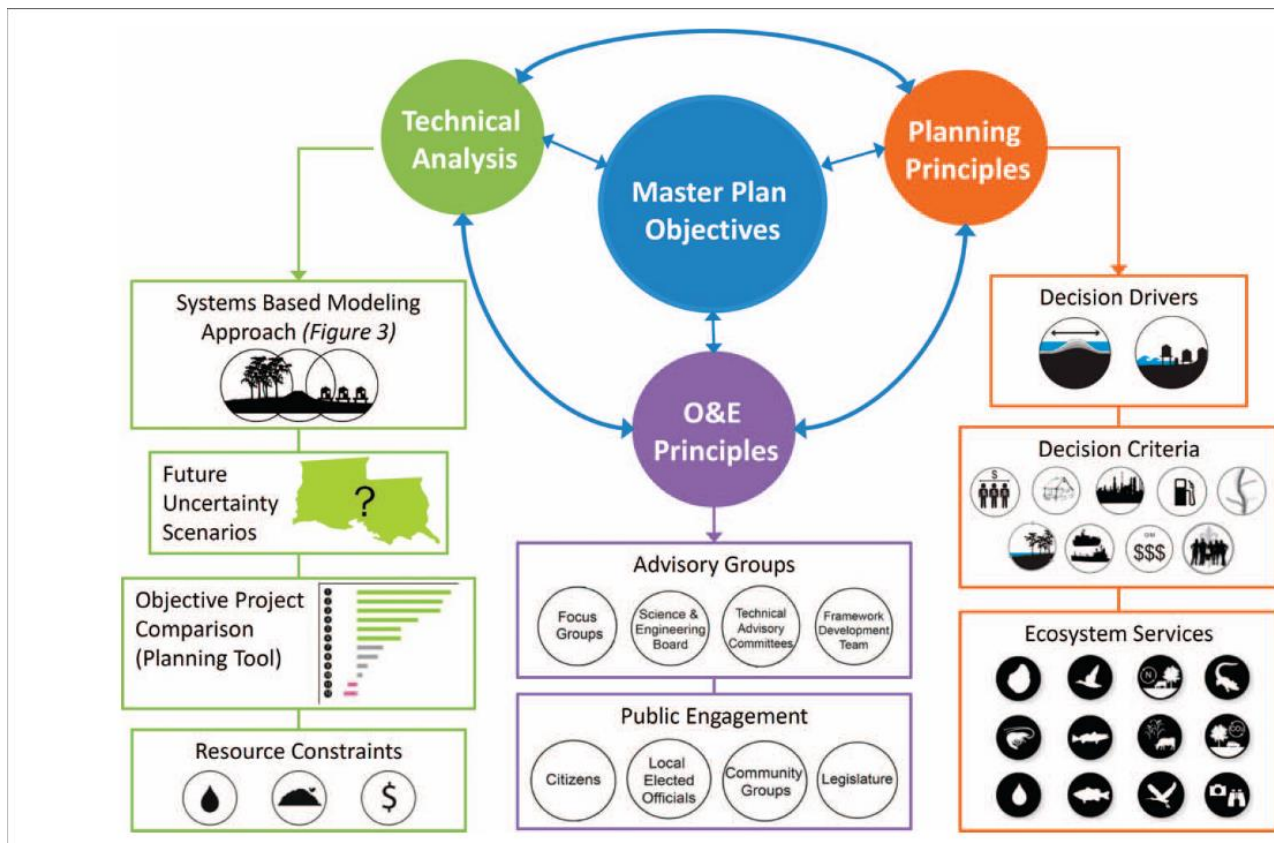 Technical
Analysis
Planning
Principles
Master Plan
Objectives
O&E
Principles
Systems Based Modeling
Approach (Figure 3)
Future
Uncertainty
Scenarios
?
Objective Project
Comparison
(Planning Tool)
Resource Constraints
$
Advisory Groups
Focus
Groups
Science &
Engineering
Board
Technical
Advisory
Committees
Framework
Development
Team
Public Engagement
Citizens
Local
Elected
Officials
Community
Groups
Legislature
Decision Drivers
Decision Criteria
$
$$$
Ecosystem Services
N
CO₂